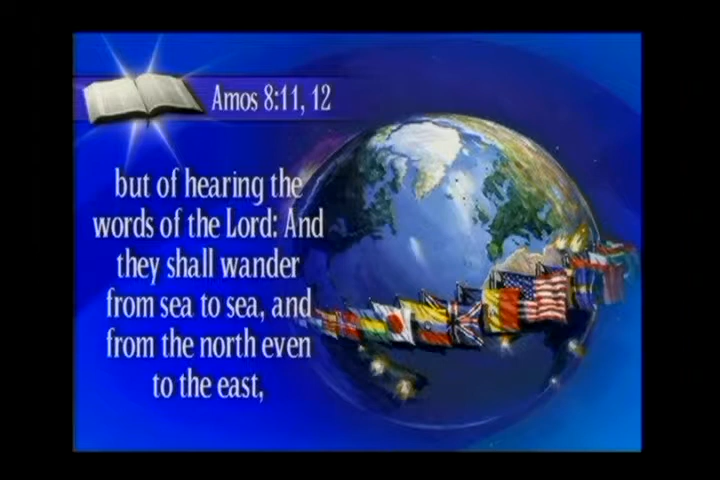 Amos 8:11, 12
but of hearing the
words of the Lord: And
they shall wander
from sea to sea, and
from the north even
to the east,